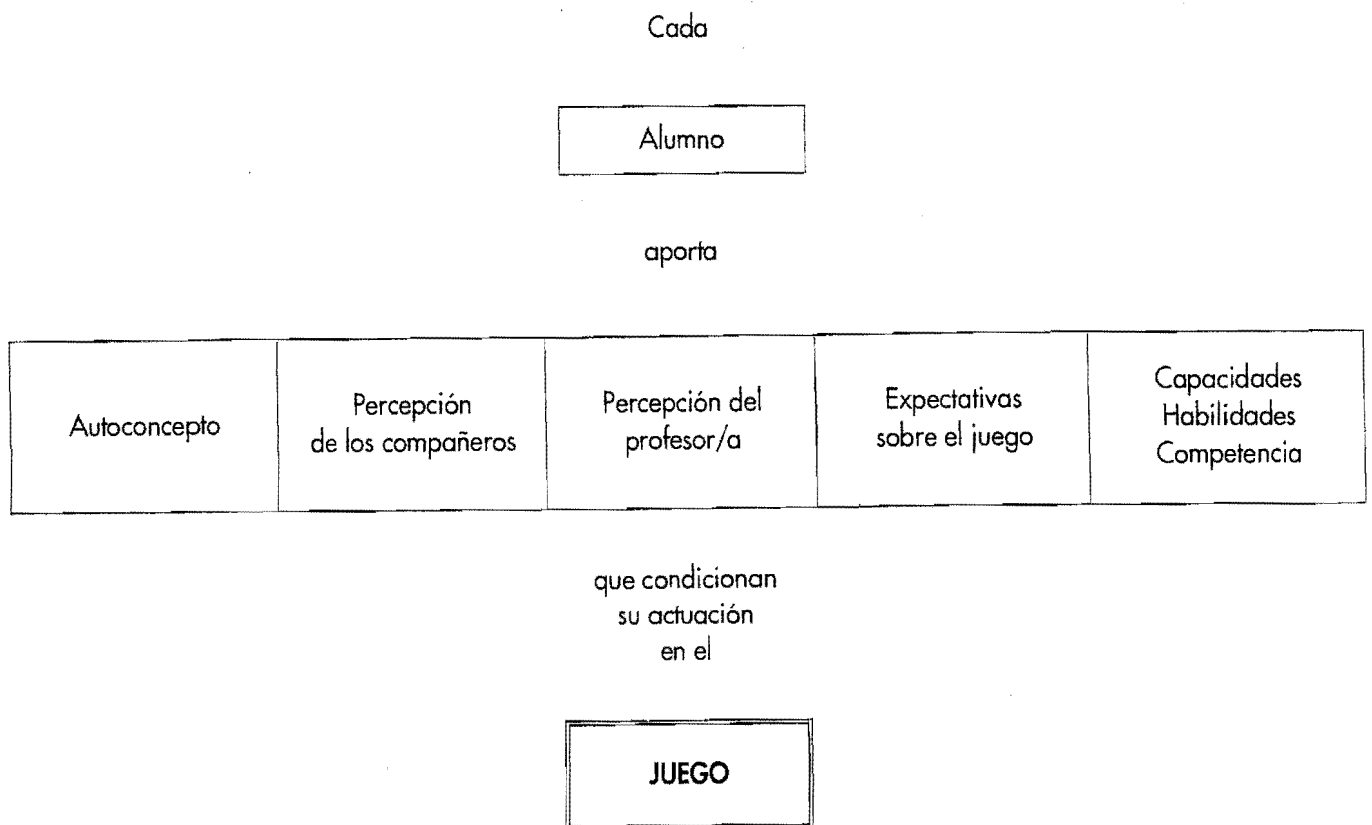 Cada
Alumno
aporta
Autoconcepto
Percepción
de los compañeros
Percepción del
profesor/a
Expectativas
sobre el juego
Capacidades
Habilidades
Competencia
que condicionan
su actuación
en el
JUEGO